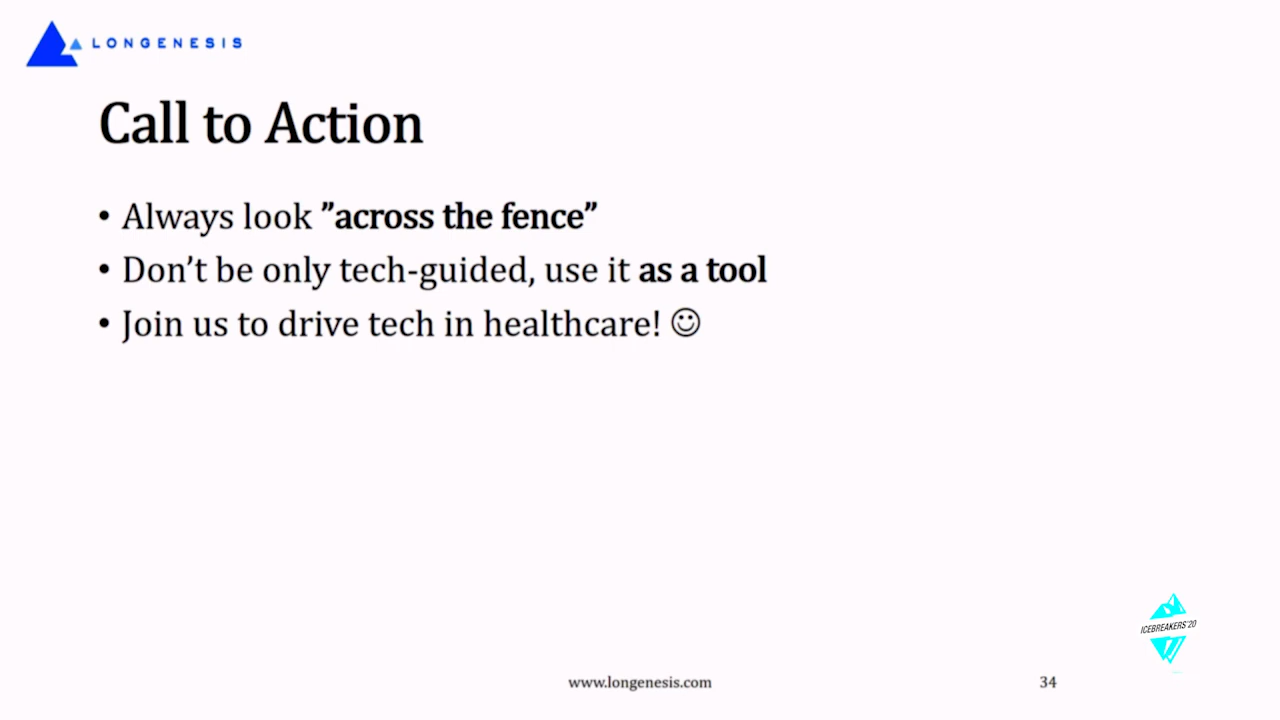 LONGENESIS
Call to Action
• Always look ”across the fence”
• Don’t be only tech-guided, use it as a tool
• Join us to drive tech in healthcare! ☺
ICEBREAKERS'20
www.longenesis.com
34